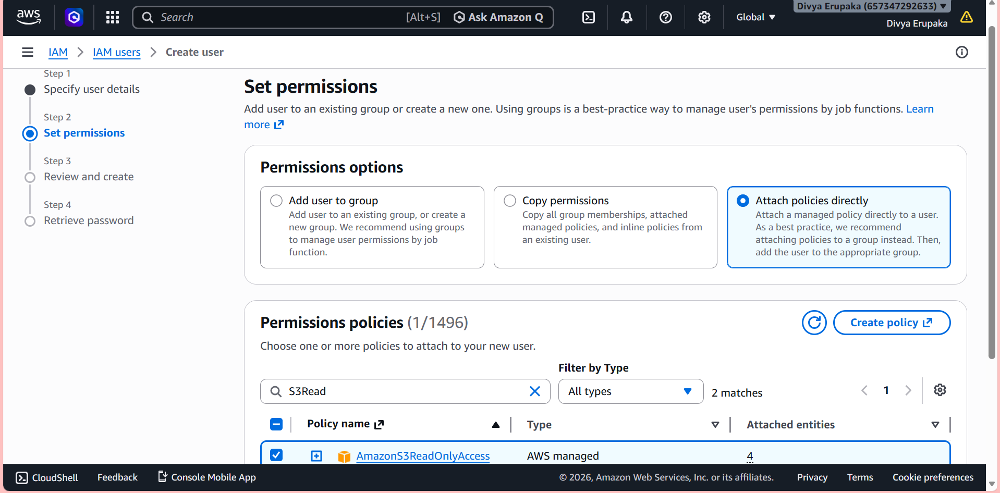 aws
Search
[Alt+S]
Ask Amazon Q
Global
Divya Erupaka (657347292633)
Divya Erupaka
IAM
IAM users
Create user
Step 1
Specify user details
Step 2
Set permissions
Step 3
Review and create
Step 4
Retrieve password
Set permissions
Add user to an existing group or create a new one. Using groups is a best-practice way to manage user's permissions by job functions. Learn
more
Permissions options
Add user to group
Add user to an existing group, or create a
new group. We recommend using groups
to manage user permissions by job
function.
Copy permissions
Copy all group memberships, attached
managed policies, and inline policies from
an existing user.
Attach policies directly
Attach a managed policy directly to a user.
As a best practice, we recommend
attaching policies to a group instead. Then,
add the user to the appropriate group.
Permissions policies (1/1496)
Create policy
Choose one or more policies to attach to your new user.
Filter by Type
S3Read
All types
2 matches
1
Policy name
Type
Attached entities
AmazonS3ReadOnlyAccess
AWS managed
4
CloudShell
Feedback
Console Mobile App
© 2026, Amazon Web Services, Inc. or its affiliates.
Privacy
Terms
Cookie preferences